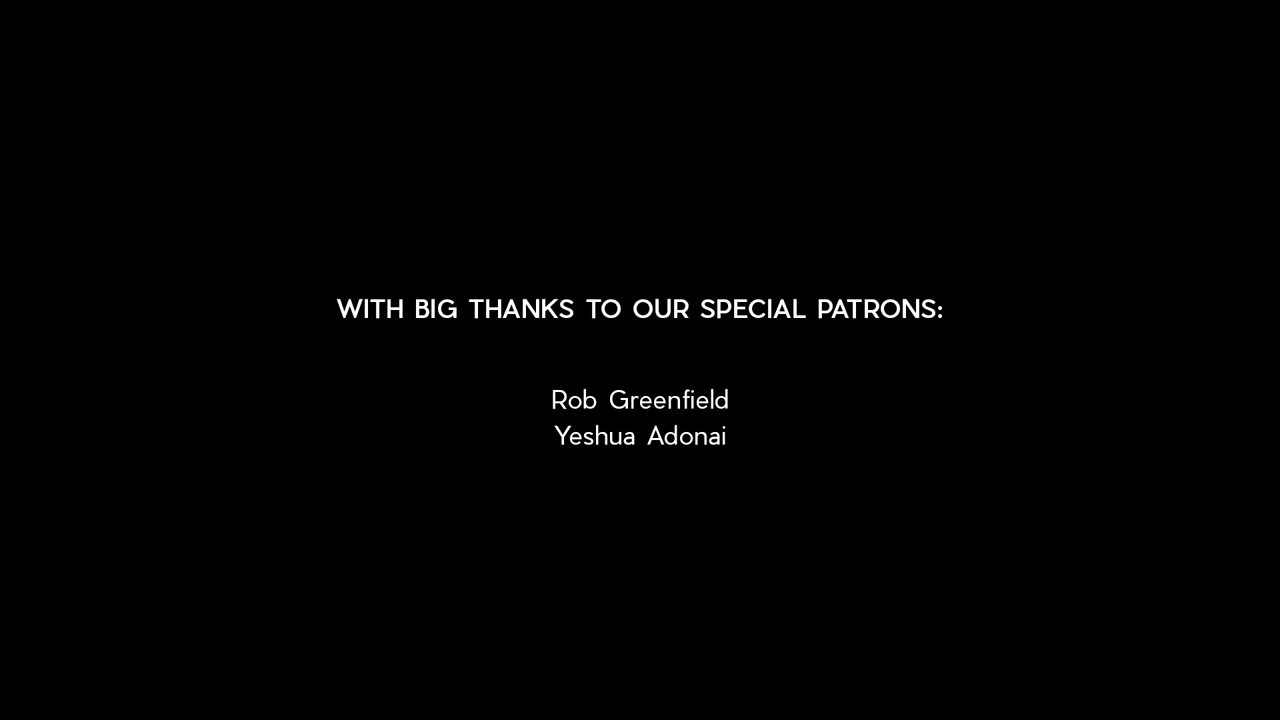 WITH BIG THANKS TO OUR SPECIAL PATRONS:
Rob Greenfield
Yeshua Adonai